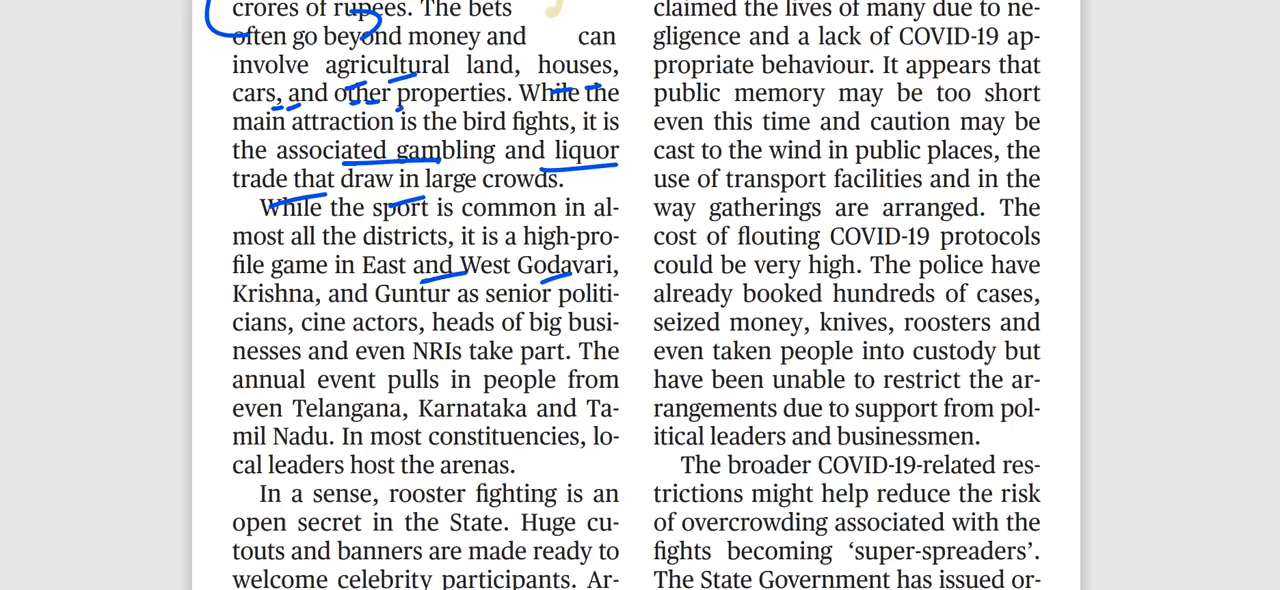 crores of rupees. The bets
often go beyond money and can
involve agricultural land, houses,
cars, and other properties. While the
main attraction is the bird fights, it is
the associated gambling and liquor
trade that draw in large crowds.
While the sport is common in al-
most all the districts, it is a high-pro-
file game in East and West Godavari,
Krishna, and Guntur as senior politi-
cians, cine actors, heads of big busi-
nesses and even NRIs take part. The
annual event pulls in people from
even Telangana, Karnataka and Ta-
mil Nadu. In most constituencies, lo-
cal leaders host the arenas.
In a sense, rooster fighting is an
open secret in the State. Huge cu-
touts and banners are made ready to
welcome celebrity participants. Ar-
claimed the lives of many due to ne-
gligence and a lack of COVID-19 ap-
propriate behaviour. It appears that
public memory may be too short
even this time and caution may be
cast to the wind in public places, the
use of transport facilities and in the
way gatherings are arranged. The
cost of flouting COVID-19 protocols
could be very high. The police have
already booked hundreds of cases,
seized money, knives, roosters and
even taken people into custody but
have been unable to restrict the ar-
rangements due to support from pol-
itical leaders and businessmen.
The broader COVID-19-related res-
trictions might help reduce the risk
of overcrowding associated with the
fights becoming ‘super-spreaders’.
The State Government has issued or-